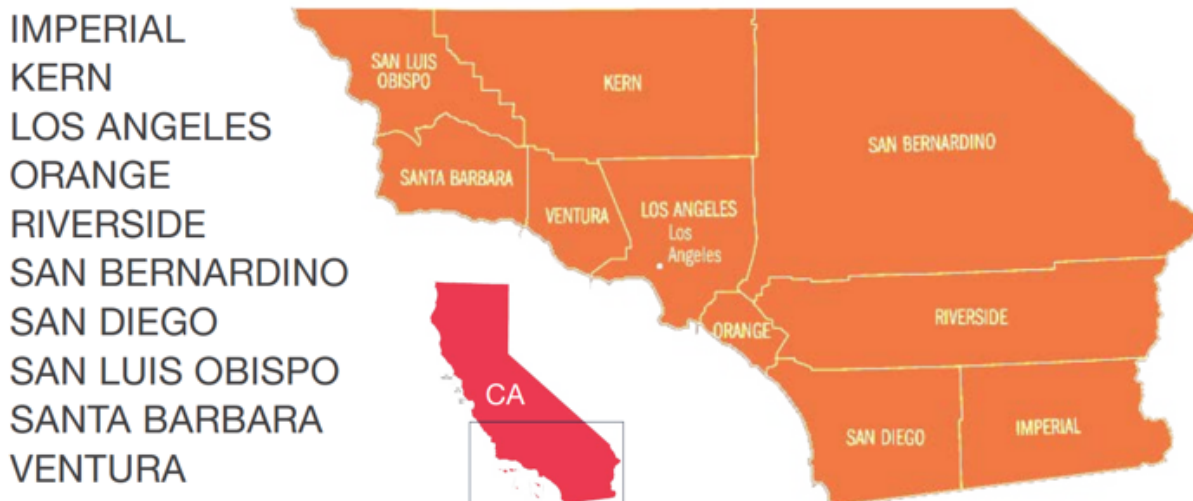 IMPERIAL
KERN
LOS ANGELES
ORANGE
RIVERSIDE
SAN BERNARDINO
SAN DIEGO
SAN LUIS OBISPO
SANTA BARBARA
VENTURA
SAN LUIS
OBISPO
KERN
SAN BERNARDINO
SANTA BARBARA
VENTURA
LOS ANGELES
Los
Angeles
ORANGE
RIVERSIDE
SAN DIEGO
IMPERIAL
CA